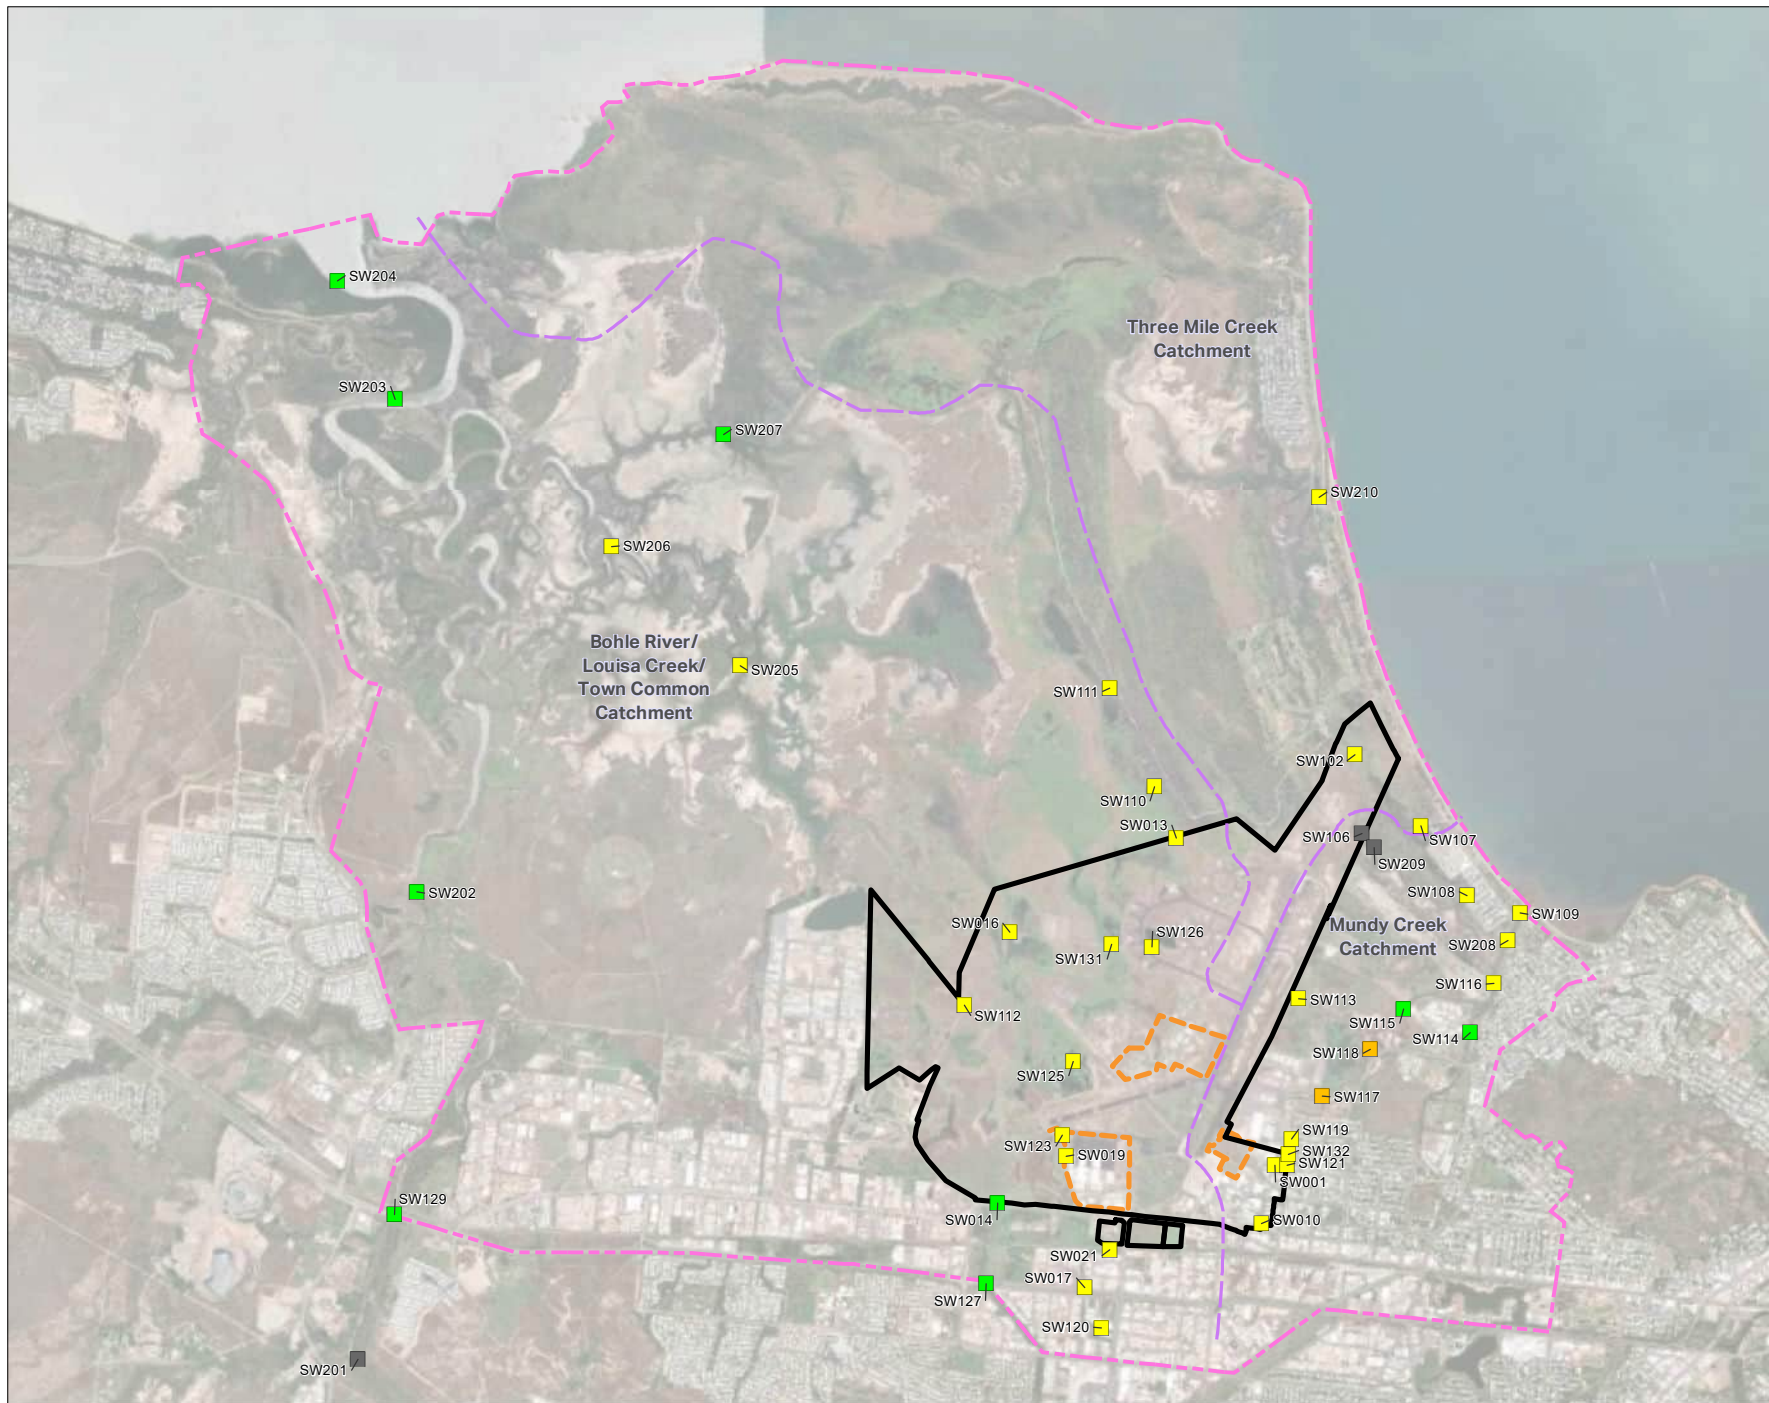 SW204
Three Mile Creek
Catchment
SW203
SW207
SW210
SW206
Bohle River/
Louisa Creek/
Town Common
Catchment
SW205
SW111
SW102
SW110
SW013
SW106
SW107
SW209
SW202
SW108
SW109
SW016
SW126
Mundy Creek
Catchment
SW208
SW131
SW116
SW113
SW112
SW115
SW114
SW118
SW125
SW117
SW119
SW123
SW132
SW019
SW121
SW001
SW129
SW014
SW010
SW021
SW017
SW127
SW120
SW201